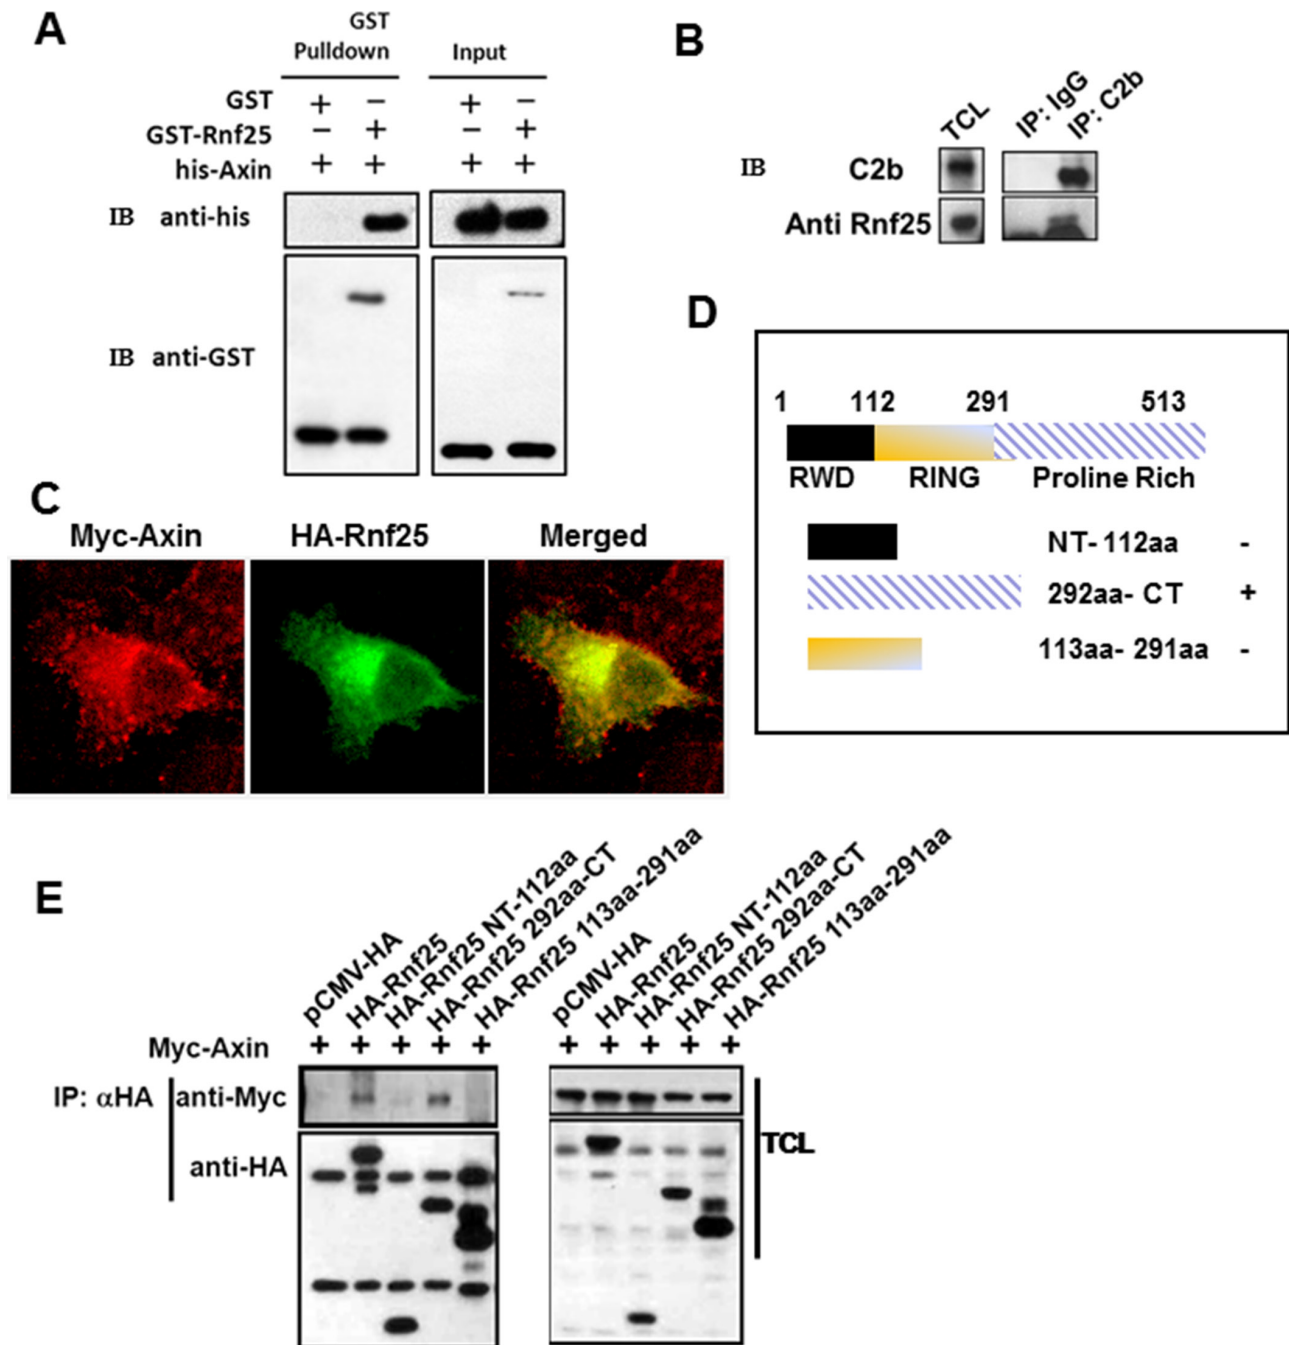 A
GST
Pulldown
Input
GST + − + −
GST-Rnf25 − + − +
his-Axin + + + +
IB anti-his
IB anti-GST
B
TCL
IP: IgG
IP: C2b
IB C2b
Anti Rnf25
C
Myc-Axin HA-Rnf25 Merged
D
1 112 291 513
RWD RING Proline Rich
NT- 112aa -
292aa- CT +
113aa- 291aa -
E
pCMV-HA
HA-Rnf25
HA-Rnf25 NT-112aa
HA-Rnf25 292aa-CT
HA-Rnf25 113aa-291aa
pCMV-HA
HA-Rnf25
HA-Rnf25 NT-112aa
HA-Rnf25 292aa-CT
HA-Rnf25 113aa-291aa
Myc-Axin + + + + + + + + + +
IP: αHA anti-Myc
anti-HA
TCL